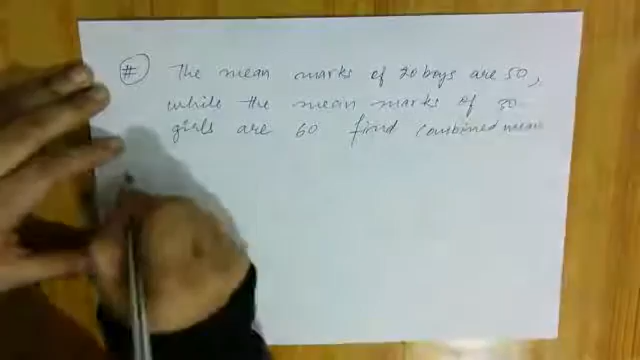 # The mean marks of 20 boys are 50,
while the mean marks of 30
girls are 60 find combined mean